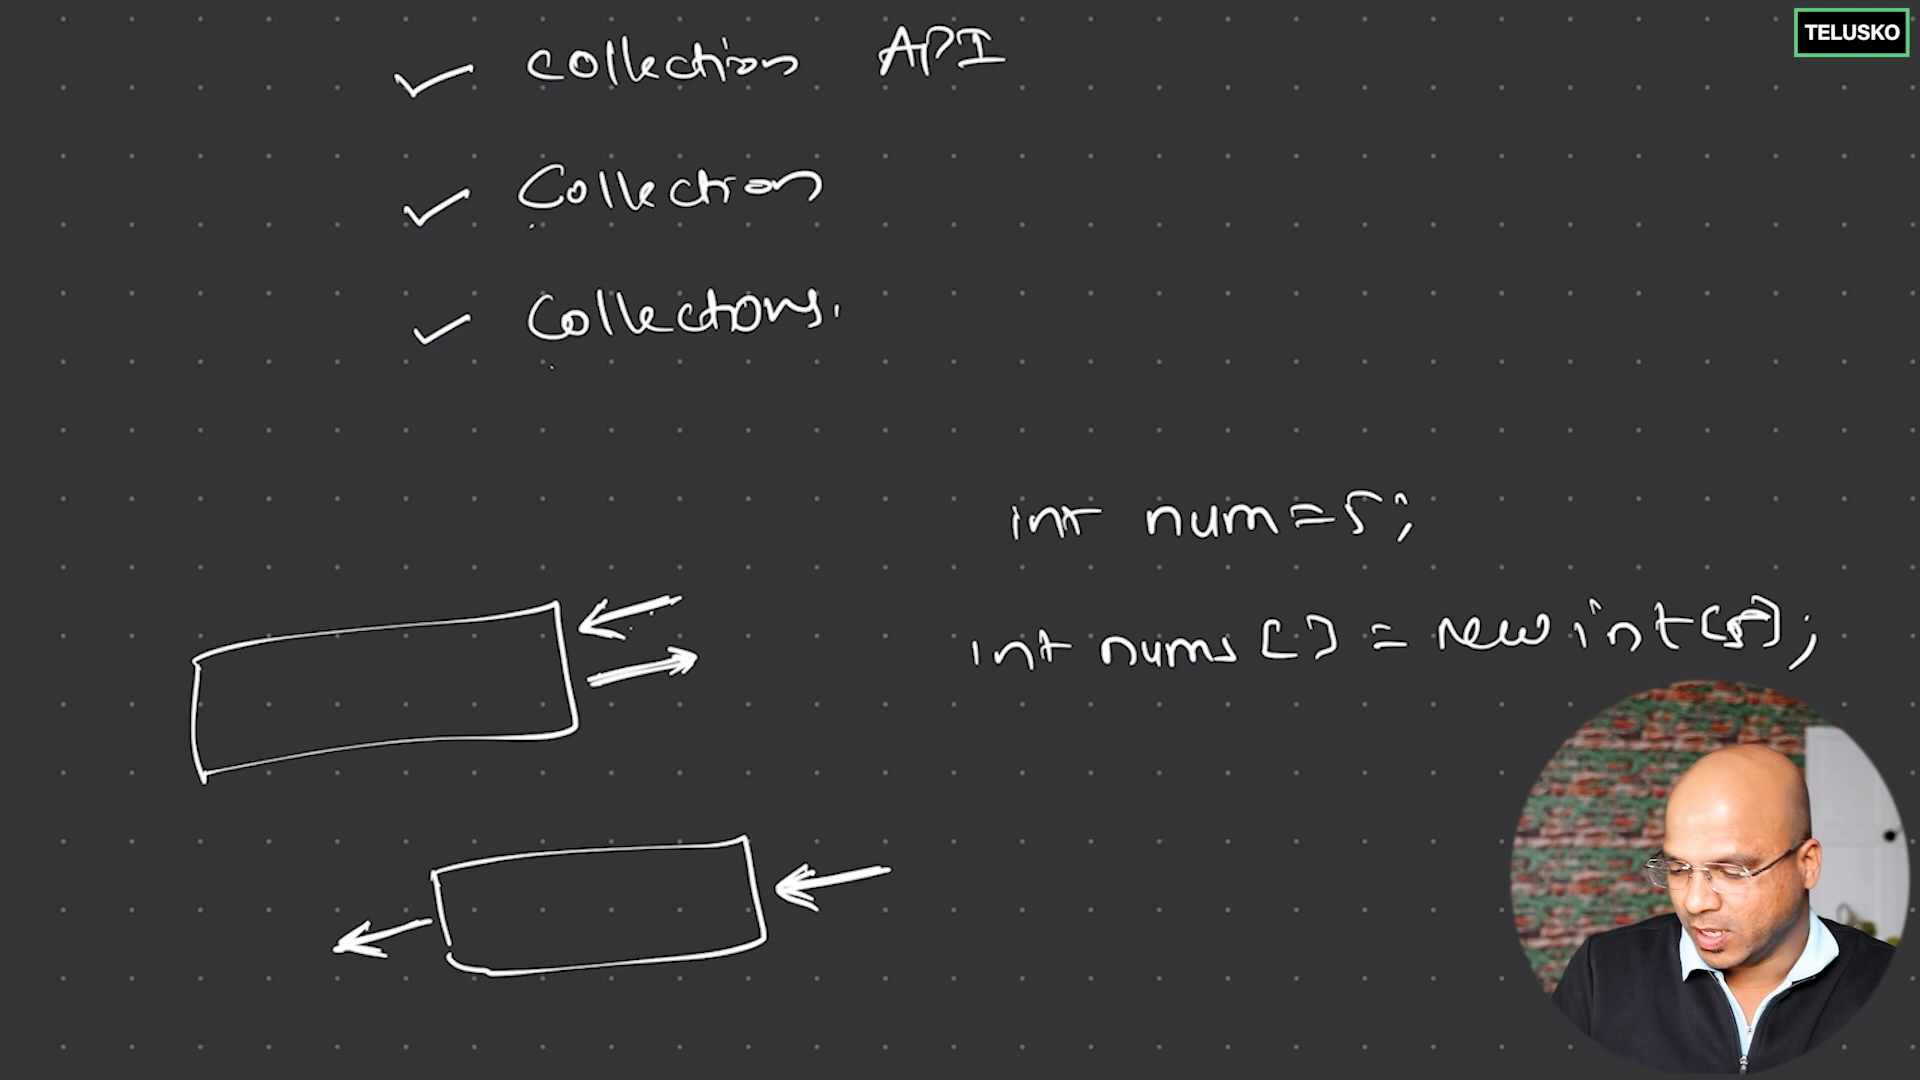 TELUSKO
collection API
Collection
Collections.
int num=5;
int nums[]=new int[5];